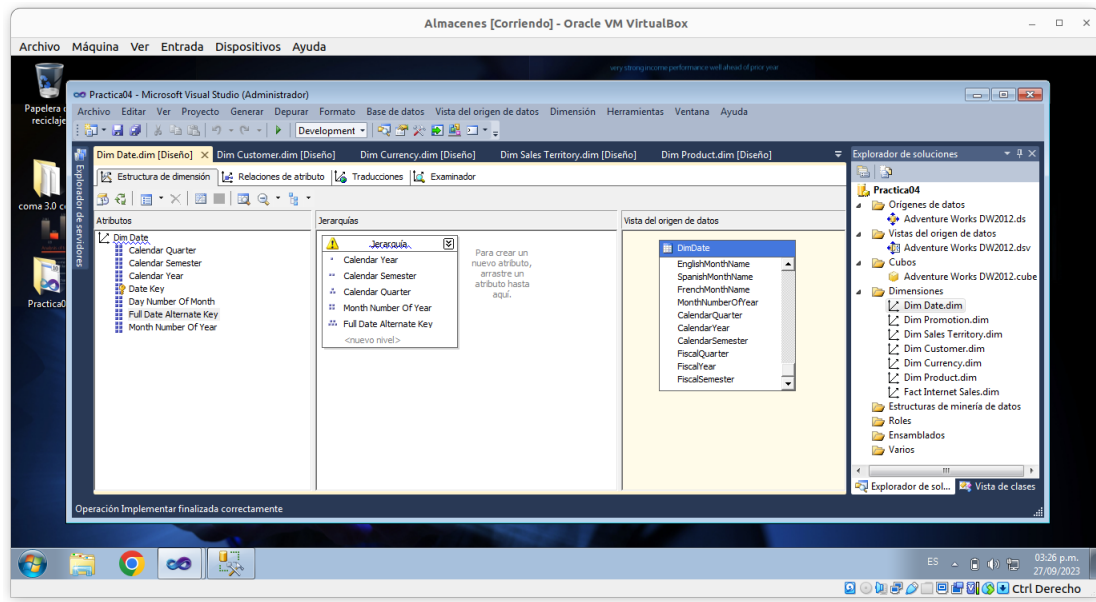 Almacenes [Corriendo] - Oracle VM VirtualBox
Archivo Máquina Ver Entrada Dispositivos Ayuda
very strong income performance well ahead of prior year
Papelera
reciclaje
coma 3.0
Practica0
Practica04 - Microsoft Visual Studio (Administrador)
Archivo Editar Ver Proyecto Generar Depurar Formato Base de datos Vista del origen de datos Dimensión Herramientas Ventana Ayuda
Development
Explorador de servidores
Dim Date.dim [Diseño] Dim Customer.dim [Diseño] Dim Currency.dim [Diseño] Dim Sales Territory.dim [Diseño] Dim Product.dim [Diseño]
Estructura de dimensión Relaciones de atributo Traducciones Examinador
Atributos
Dim Date
Calendar Quarter
Calendar Semester
Calendar Year
Date Key
Day Number Of Month
Full Date Alternate Key
Month Number Of Year
Jerarquías
Jerarquía
Calendar Year
Calendar Semester
Calendar Quarter
Month Number Of Year
Full Date Alternate Key
<nuevo nivel>
Para crear un
nuevo atributo,
arrastre un
atributo hasta
aquí.
Vista del origen de datos
DimDate
EnglishMonthName
SpanishMonthName
FrenchMonthName
MonthNumberOfYear
CalendarQuarter
CalendarYear
CalendarSemester
FiscalQuarter
FiscalYear
FiscalSemester
Explorador de soluciones
Practica04
Orígenes de datos
Adventure Works DW2012.ds
Vistas del origen de datos
Adventure Works DW2012.dsv
Cubos
Adventure Works DW2012.cube
Dimensiones
Dim Date.dim
Dim Promotion.dim
Dim Sales Territory.dim
Dim Customer.dim
Dim Currency.dim
Dim Product.dim
Fact Internet Sales.dim
Estructuras de minería de datos
Roles
Ensamblados
Varios
Explorador de sol... Vista de clases
Operación Implementar finalizada correctamente
ES
03:26 p.m.
27/09/2023
Ctrl Derecho